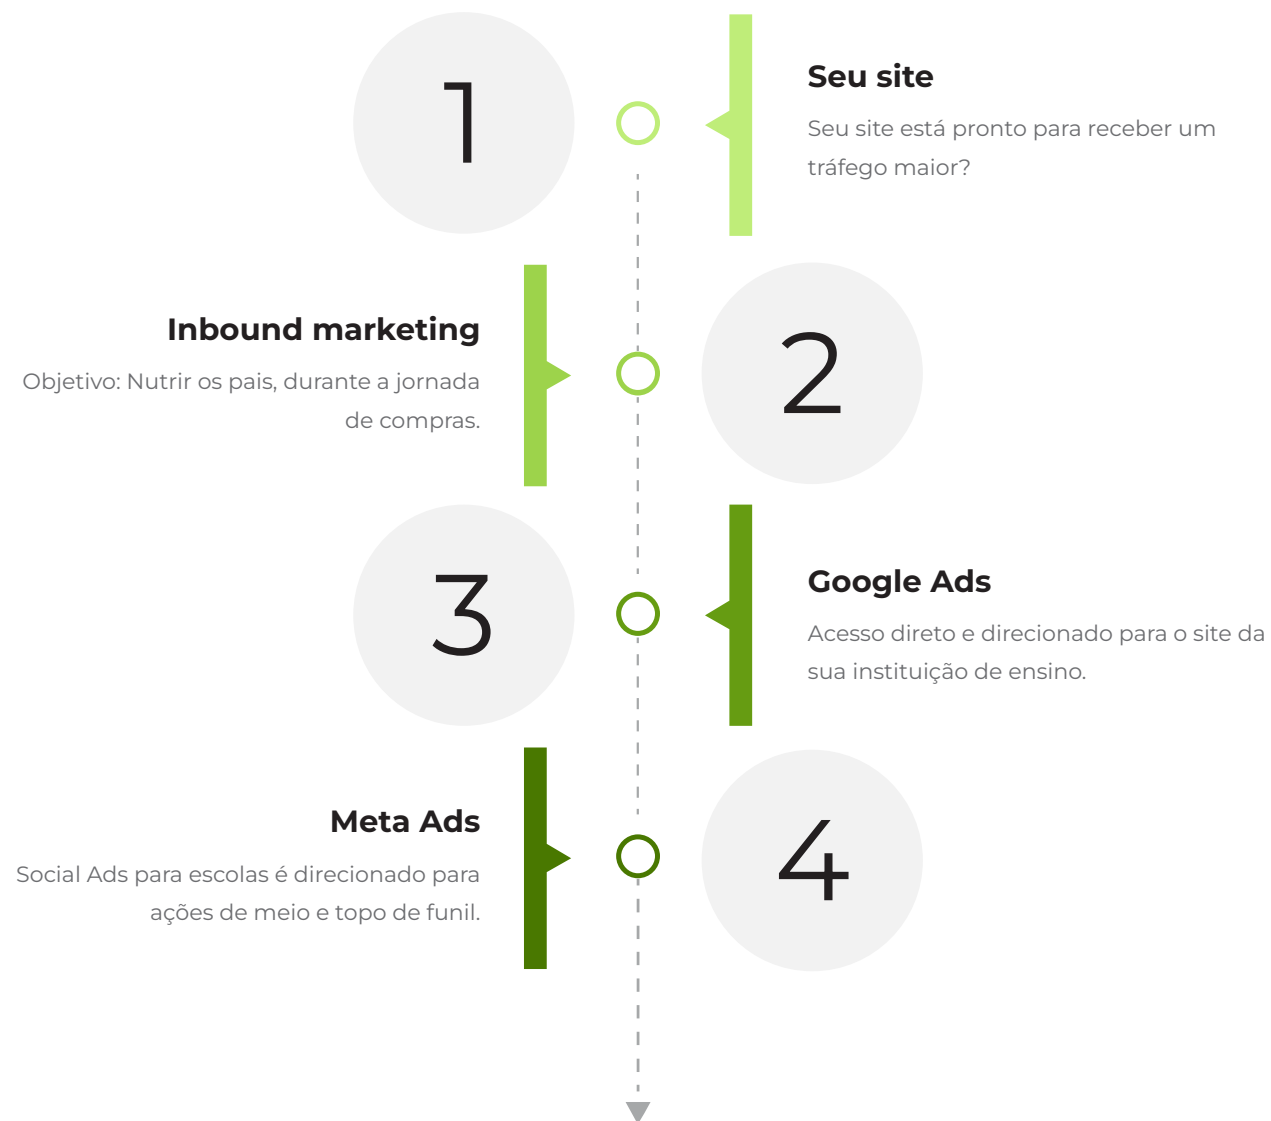 1
Seu site
Seu site está pronto para receber um
tráfego maior?
Inbound marketing
Objetivo: Nutrir os pais, durante a jornada
de compras.
2
3
Google Ads
Acesso direto e direcionado para o site da
sua instituição de ensino.
Meta Ads
Social Ads para escolas é direcionado para
ações de meio e topo de funil.
4